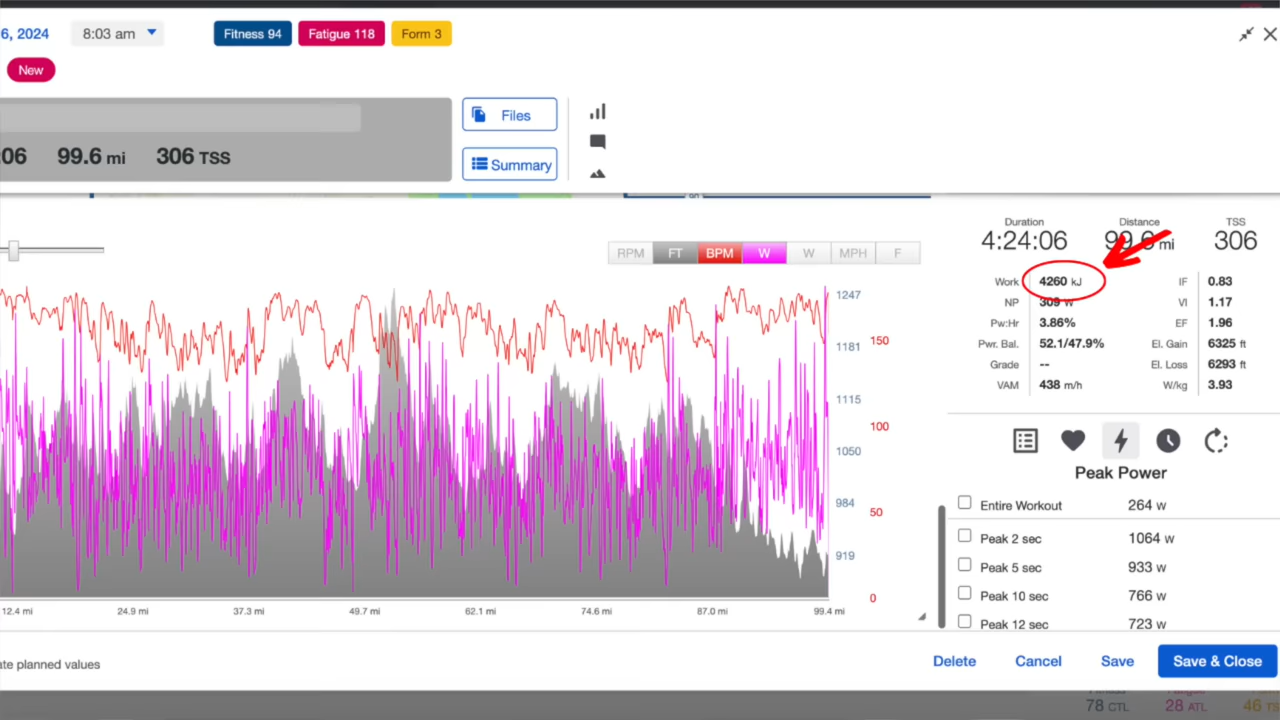 6, 2024 8:03 am Fitness 94 Fatigue 118 Form 3
New
Files
:06 99.6 mi 306 TSS
Summary
90
Duration Distance TSS
4:24:06 99.6 mi 306
RPM FT BPM W W MPH F
Work 4260 kJ IF 0.83
NP 309 W VI 1.17
Pw:Hr 3.86% EF 1.96
Pwr. Bal. 52.1/47.9% El. Gain 6325 ft
Grade -- El. Loss 6293 ft
VAM 438 m/h W/kg 3.93
1247
1181 150
1115
100
1050
984
50
919
0
12.4 mi 24.9 mi 37.3 mi 49.7 mi 62.1 mi 74.6 mi 87.0 mi 99.4 mi
Peak Power
Entire Workout 264 W
Peak 2 sec 1064 W
Peak 5 sec 933 W
Peak 10 sec 766 W
Peak 12 sec 723 W
ate planned values Delete Cancel Save Save & Close
Fitness Fatigue
78 CTL 28 ATL 46